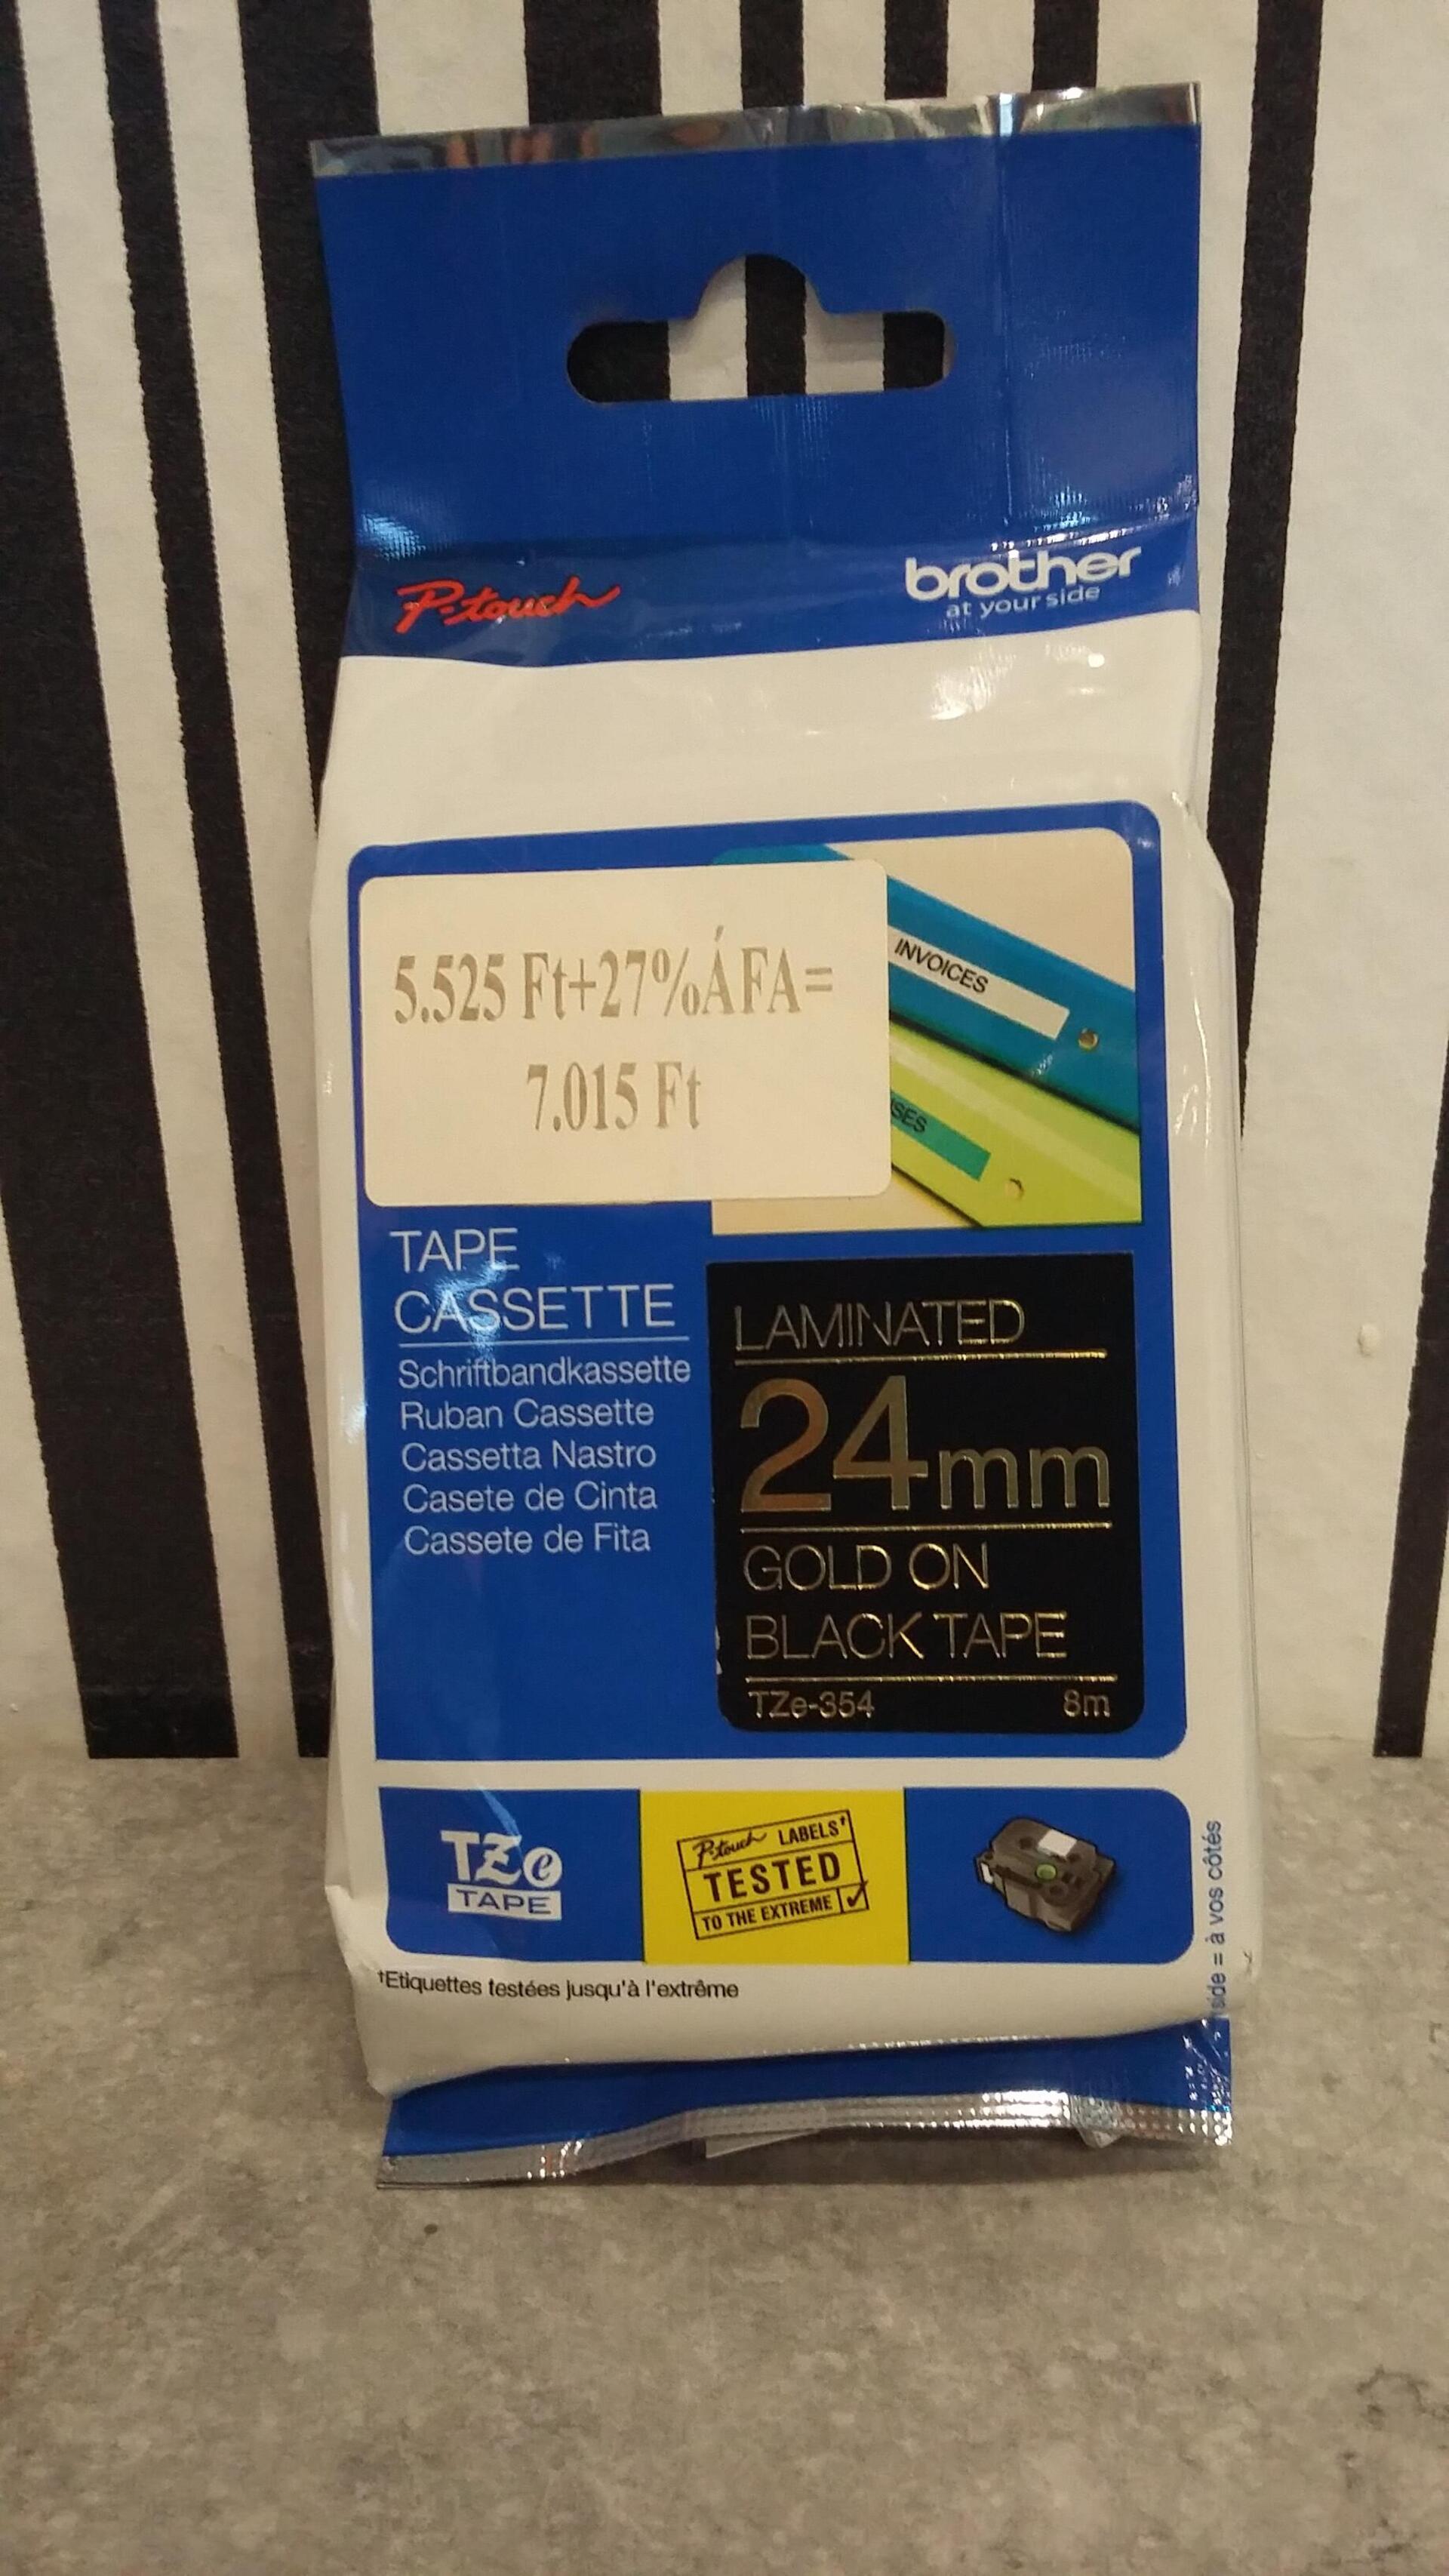 P-touch
brother
at your side
5.525 Ft+27%ÁFA=
7.015 Ft
INVOICES
SES
TAPE
CASSETTE
Schriftbandkassette
Ruban Cassette
Cassetta Nastro
Casete de Cinta
Cassete de Fita
LAMINATED
24mm
GOLD ON
BLACK TAPE
TZe-354 8m
TZe
TAPE
P-touch LABELS†
TESTED
TO THE EXTREME
†Etiquettes testées jusqu'à l'extrême
side = à vos côtés